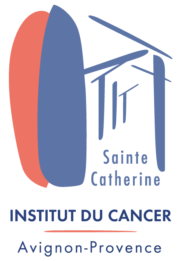 Sainte
Catherine
INSTITUT DU CANCER
Avignon-Provence